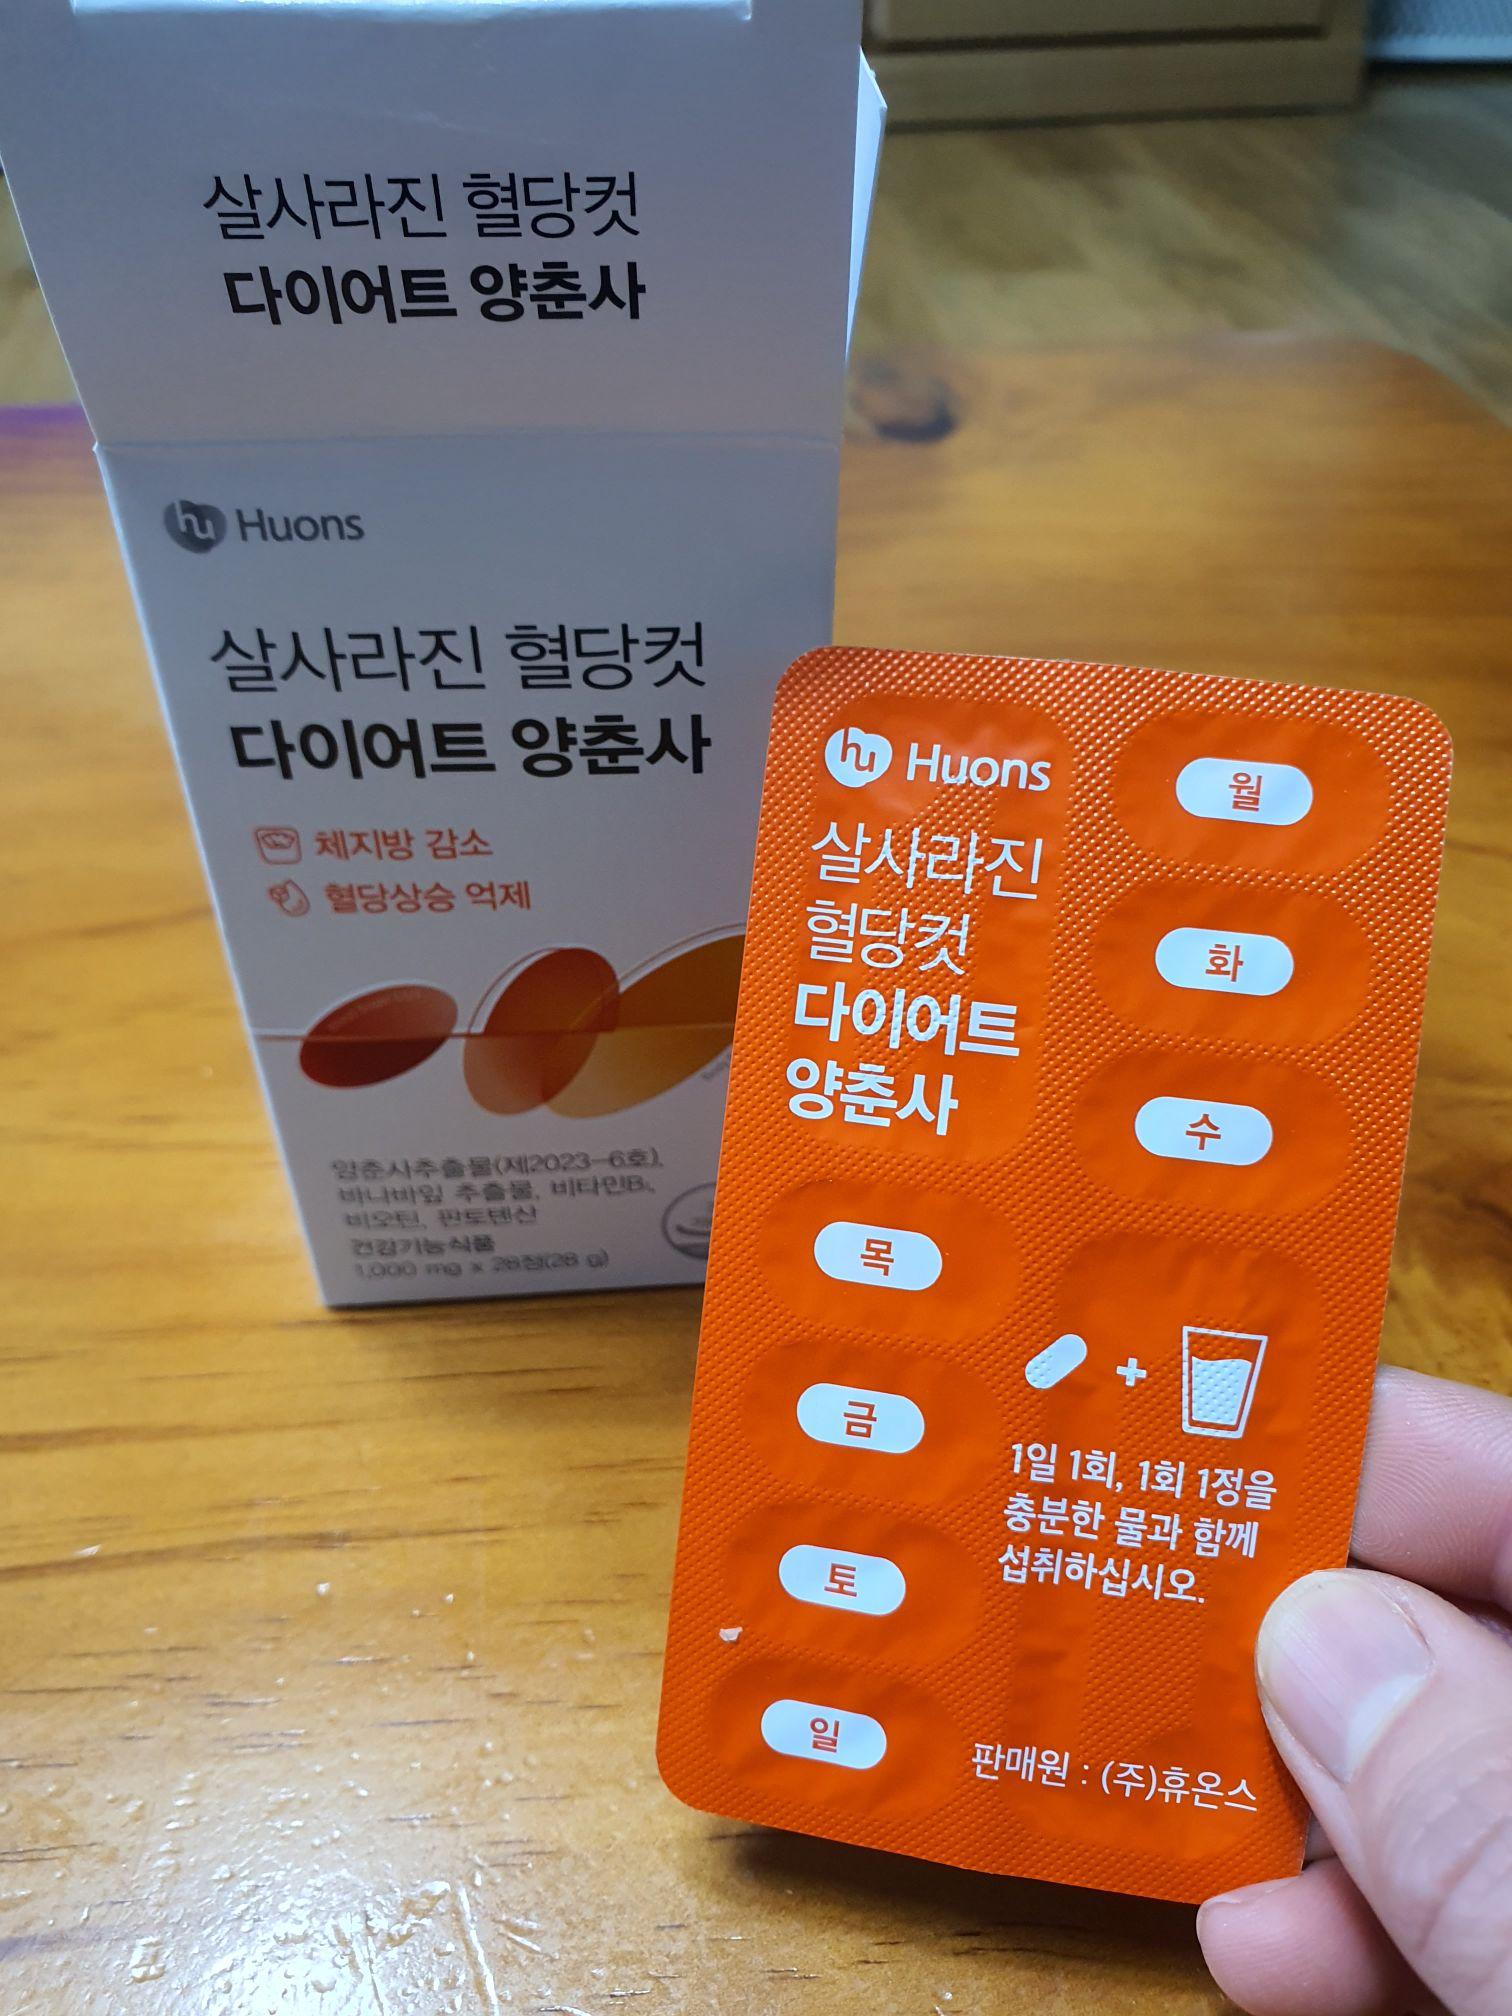 살사라진 혈당컷
다이어트 양춘사
Huons
살사라진 혈당컷
다이어트 양춘사
체지방 감소
혈당상승 억제
양춘사추출물(제2023-6호),
바나바잎 추출물, 비타민B₁,
비오틴, 판토텐산
건강기능식품
1,000 mg x 28정(28 g)
Huons
살사라진
혈당컷
다이어트
양춘사
월
화
수
목
금
토
일
1일 1회, 1회 1정을
충분한 물과 함께
섭취하십시오.
판매원 : (주)휴온스